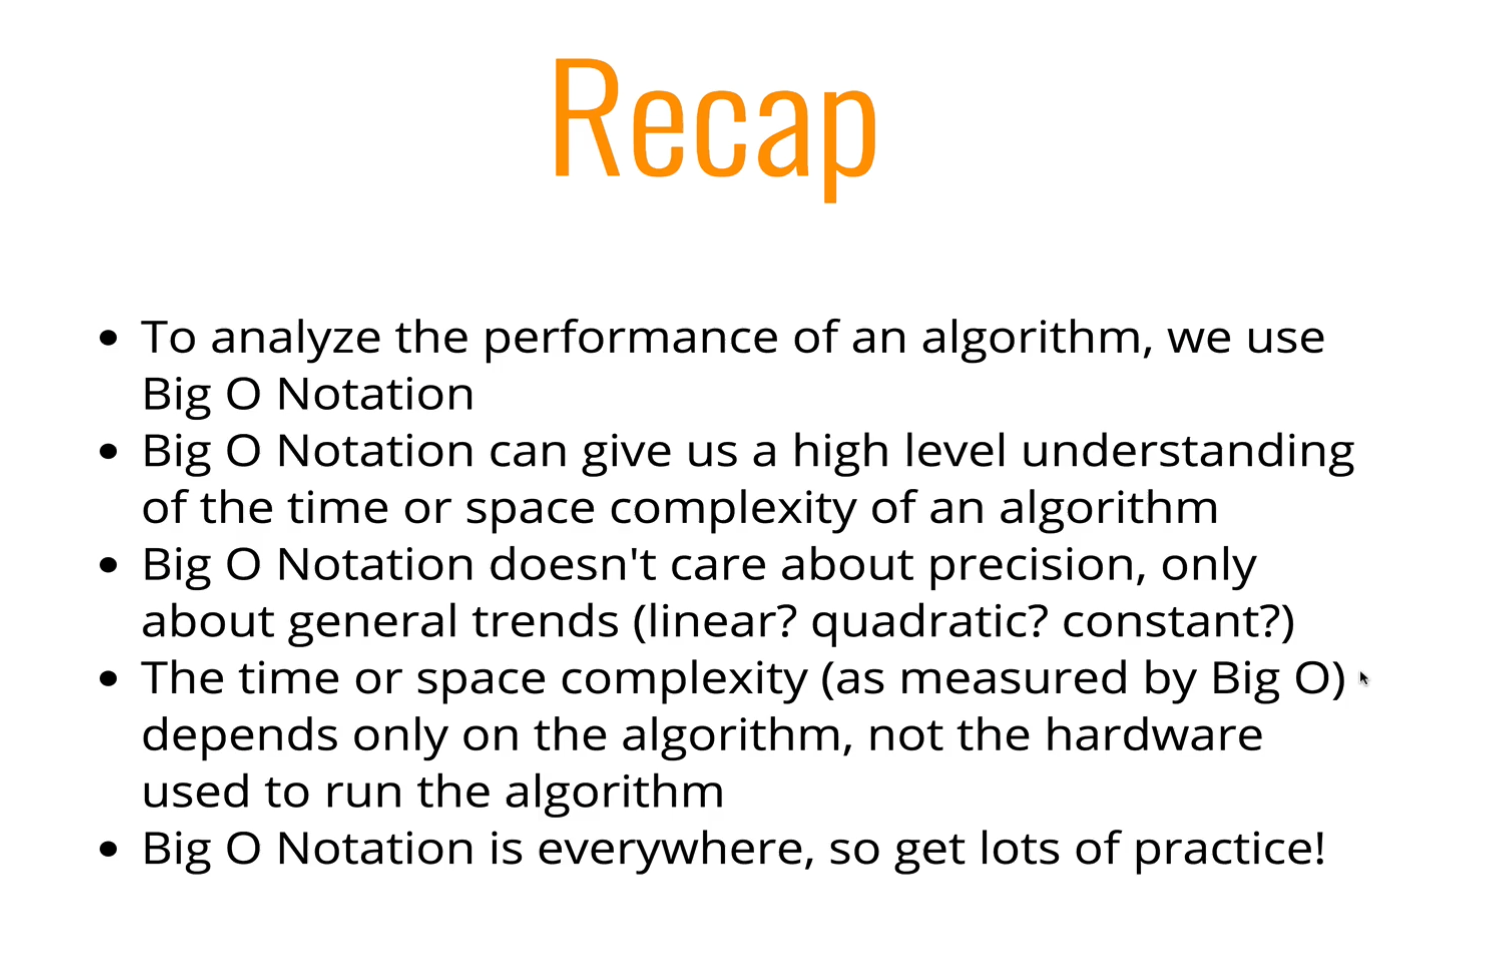 Recap
• To analyze the performance of an algorithm, we use
Big O Notation
• Big O Notation can give us a high level understanding
of the time or space complexity of an algorithm
• Big O Notation doesn't care about precision, only
about general trends (linear? quadratic? constant?)
• The time or space complexity (as measured by Big O)
depends only on the algorithm, not the hardware
used to run the algorithm
• Big O Notation is everywhere, so get lots of practice!